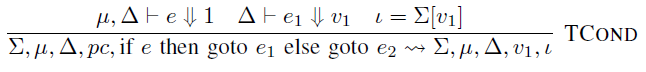 μ, Δ ⊢ e ⇓ 1 Δ ⊢ e₁ ⇓ v₁ ι = Σ[v₁]
Σ, μ, Δ, pc, if e then goto e₁ else goto e₂ ⇝ Σ, μ, Δ, v₁, ι TCOND